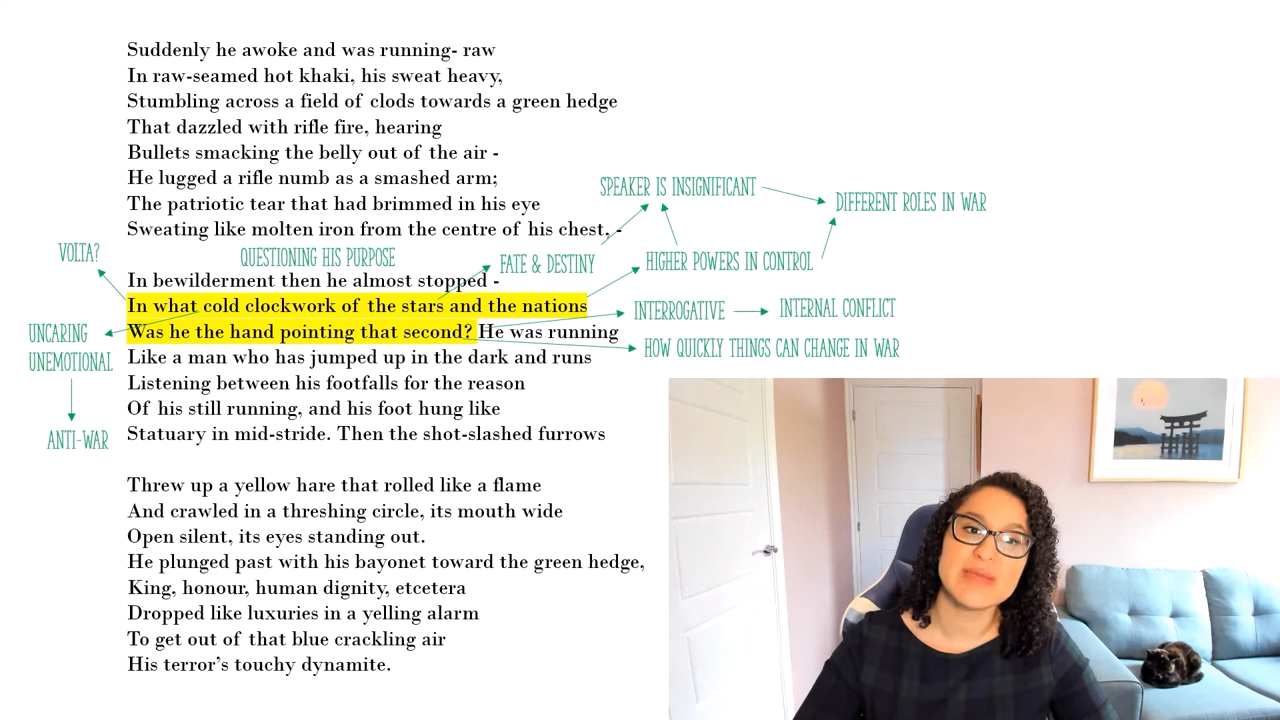 Suddenly he awoke and was running- raw
In raw-seamed hot khaki, his sweat heavy,
Stumbling across a field of clods towards a green hedge
That dazzled with rifle fire, hearing
Bullets smacking the belly out of the air -
He lugged a rifle numb as a smashed arm;
The patriotic tear that had brimmed in his eye
Sweating like molten iron from the centre of his chest, -
SPEAKER IS INSIGNIFICANT
DIFFERENT ROLES IN WAR
VOLTA?
QUESTIONING HIS PURPOSE
FATE & DESTINY
HIGHER POWERS IN CONTROL
In bewilderment then he almost stopped -
In what cold clockwork of the stars and the nations
Was he the hand pointing that second? He was running
Like a man who has jumped up in the dark and runs
Listening between his footfalls for the reason
Of his still running, and his foot hung like
Statuary in mid-stride. Then the shot-slashed furrows
INTERROGATIVE
INTERNAL CONFLICT
HOW QUICKLY THINGS CAN CHANGE IN WAR
UNCARING
UNEMOTIONAL
ANTI-WAR
Threw up a yellow hare that rolled like a flame
And crawled in a threshing circle, its mouth wide
Open silent, its eyes standing out.
He plunged past with his bayonet toward the green hedge,
King, honour, human dignity, etcetera
Dropped like luxuries in a yelling alarm
To get out of that blue crackling air
His terror's touchy dynamite.